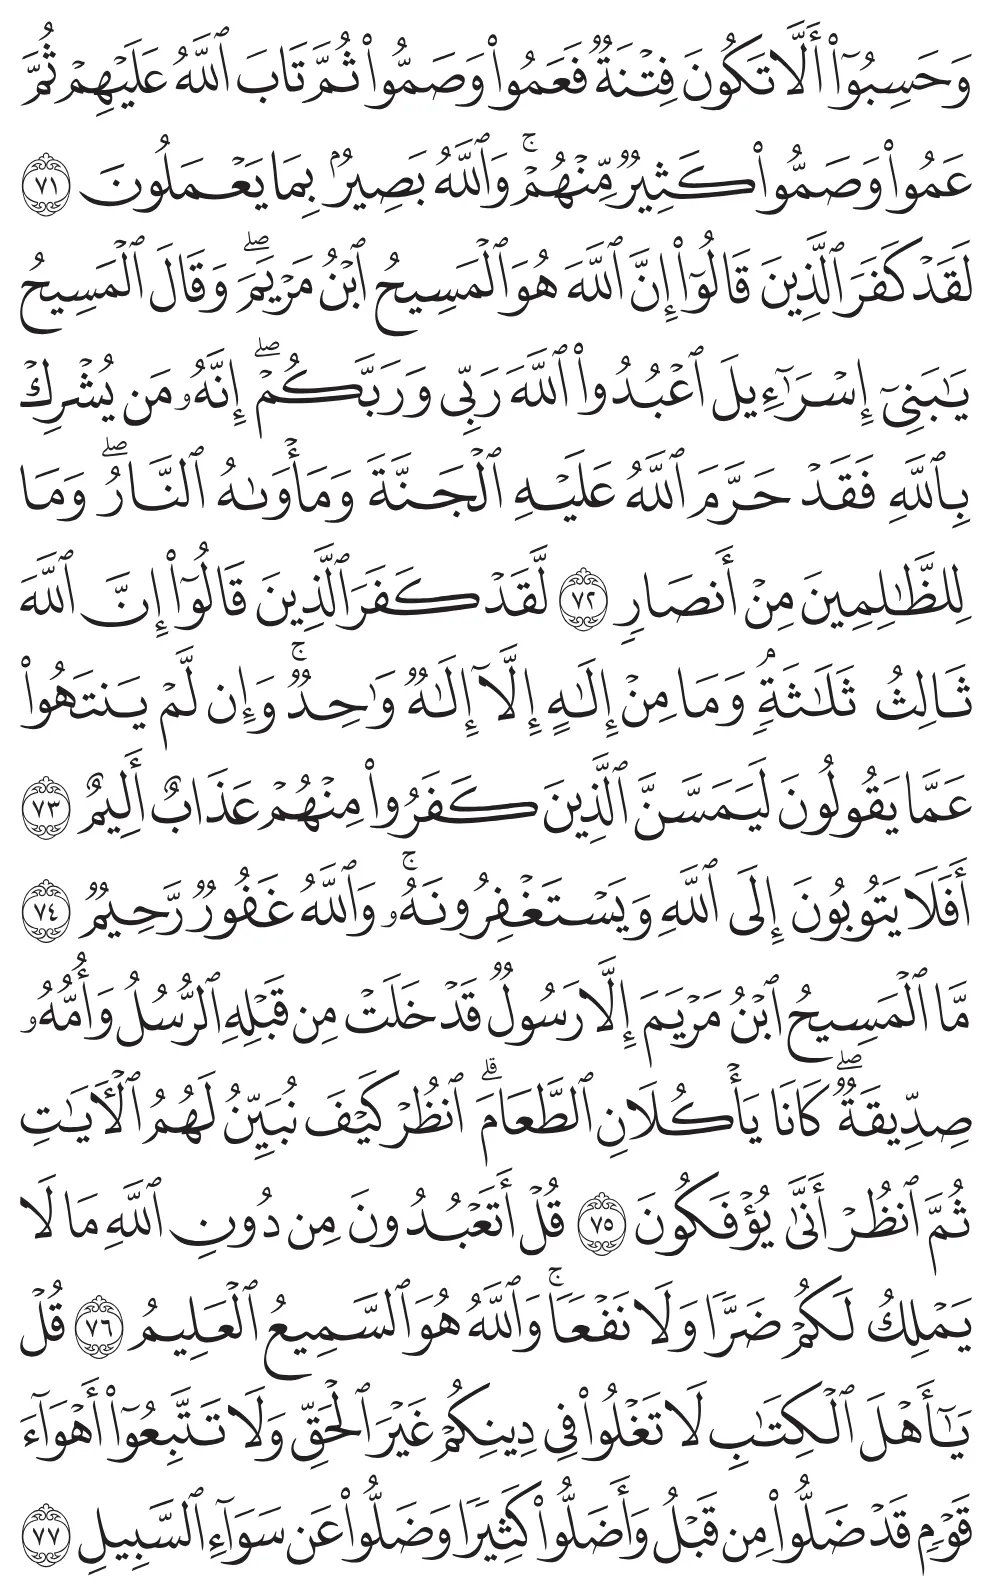 وَحَسِبُوٓا۟ أَلَّا تَكُونَ فِتْنَةٌۭ فَعَمُوا۟ وَصَمُّوا۟ ثُمَّ تَابَ ٱللَّهُ عَلَيْهِمْ ثُمَّ
عَمُوا۟ وَصَمُّوا۟ كَثِيرٌۭ مِّنْهُمْ ۚ وَٱللَّهُ بَصِيرٌۢ بِمَا يَعْمَلُونَ ٧١
لَقَدْ كَفَرَ ٱلَّذِينَ قَالُوٓا۟ إِنَّ ٱللَّهَ هُوَ ٱلْمَسِيحُ ٱبْنُ مَرْيَمَ ۖ وَقَالَ ٱلْمَسِيحُ
يَـٰبَنِىٓ إِسْرَٰٓءِيلَ ٱعْبُدُوا۟ ٱللَّهَ رَبِّى وَرَبَّكُمْ ۖ إِنَّهُۥ مَن يُشْرِكْ
بِٱللَّهِ فَقَدْ حَرَّمَ ٱللَّهُ عَلَيْهِ ٱلْجَنَّةَ وَمَأْوَىٰهُ ٱلنَّارُ ۖ وَمَا
لِلظَّـٰلِمِينَ مِنْ أَنصَارٍۢ ٧٢ لَّقَدْ كَفَرَ ٱلَّذِينَ قَالُوٓا۟ إِنَّ ٱللَّهَ
ثَالِثُ ثَلَـٰثَةٍۢ وَمَا مِنْ إِلَـٰهٍ إِلَّآ إِلَـٰهٌۭ وَٰحِدٌۭ ۚ وَإِن لَّمْ يَنتَهُوا۟
عَمَّا يَقُولُونَ لَيَمَسَّنَّ ٱلَّذِينَ كَفَرُوا۟ مِنْهُمْ عَذَابٌ أَلِيمٌ ٧٣
أَفَلَا يَتُوبُونَ إِلَى ٱللَّهِ وَيَسْتَغْفِرُونَهُۥ ۚ وَٱللَّهُ غَفُورٌۭ رَّحِيمٌۭ ٧٤
مَّا ٱلْمَسِيحُ ٱبْنُ مَرْيَمَ إِلَّا رَسُولٌۭ قَدْ خَلَتْ مِن قَبْلِهِ ٱلرُّسُلُ وَأُمُّهُۥ
صِدِّيقَةٌۭ ۖ كَانَا يَأْكُلَانِ ٱلطَّعَامَ ۗ ٱنظُرْ كَيْفَ نُبَيِّنُ لَهُمُ ٱلْـَٔايَـٰتِ
ثُمَّ ٱنظُرْ أَنَّىٰ يُؤْفَكُونَ ٧٥ قُلْ أَتَعْبُدُونَ مِن دُونِ ٱللَّهِ مَا لَا
يَمْلِكُ لَكُمْ ضَرًّۭا وَلَا نَفْعًۭا ۚ وَٱللَّهُ هُوَ ٱلسَّمِيعُ ٱلْعَلِيمُ ٧٦ قُلْ
يَـٰٓأَهْلَ ٱلْكِتَـٰبِ لَا تَغْلُوا۟ فِى دِينِكُمْ غَيْرَ ٱلْحَقِّ وَلَا تَتَّبِعُوٓا۟ أَهْوَآءَ
قَوْمٍۢ قَدْ ضَلُّوا۟ مِن قَبْلُ وَأَضَلُّوا۟ كَثِيرًۭا وَضَلُّوا۟ عَن سَوَآءِ ٱلسَّبِيلِ ٧٧